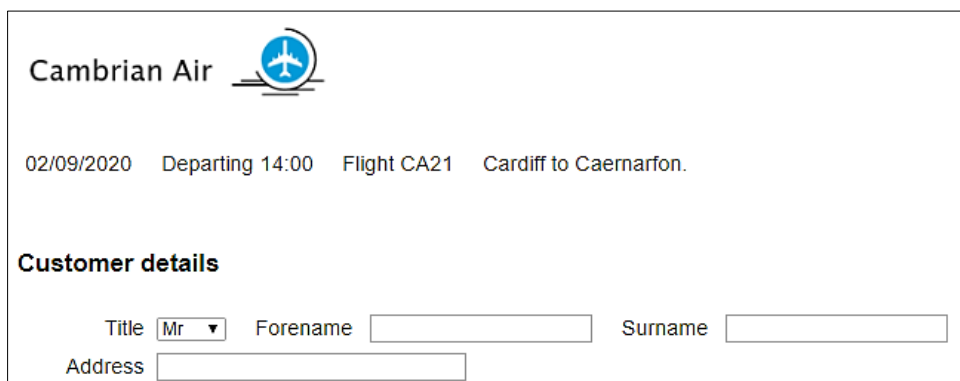 Cambrian Air
02/09/2020 Departing 14:00 Flight CA21 Cardiff to Caernarfon.
Customer details
Title Mr Forename Surname
Address